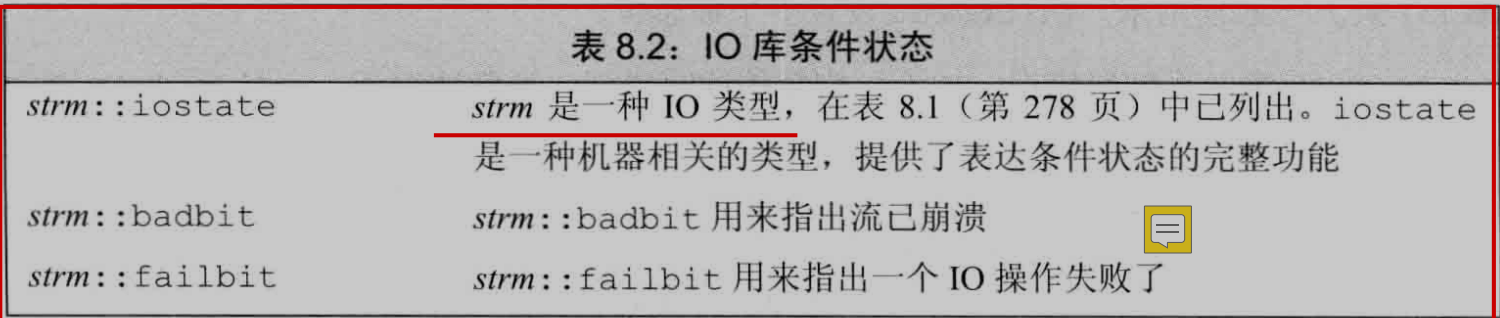 表 8.2：IO 库条件状态
strm::iostate strm 是一种 IO 类型，在表 8.1（第 278 页）中已列出。iostate
是一种机器相关的类型，提供了表达条件状态的完整功能
strm::badbit strm::badbit 用来指出流已崩溃
strm::failbit strm::failbit 用来指出一个 IO 操作失败了